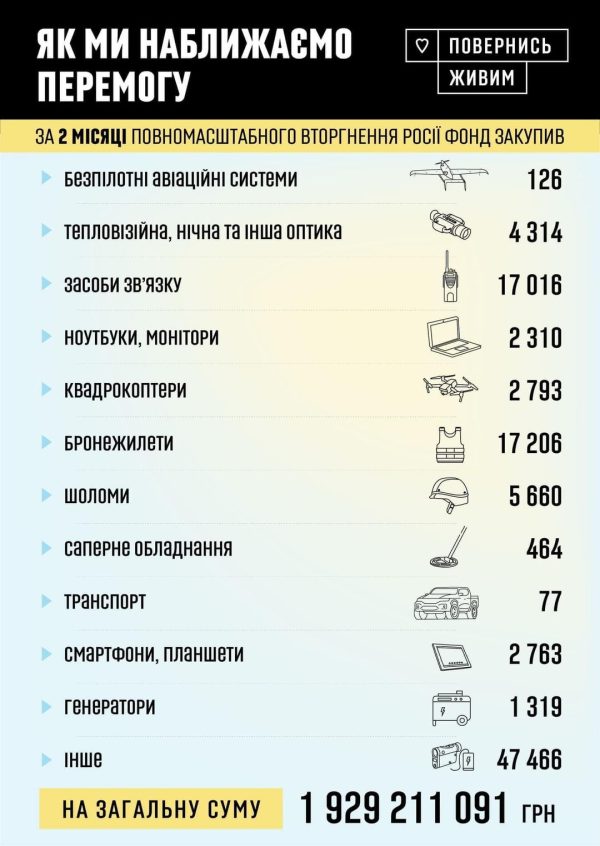 ЯК МИ НАБЛИЖАЄМО
ПЕРЕМОГУ
ПОВЕРНИСЬ
ЖИВИМ
ЗА 2 МІСЯЦІ ПОВНОМАСШТАБНОГО ВТОРГНЕННЯ РОСІЇ ФОНД ЗАКУПИВ
БЕЗПІЛОТНІ АВІАЦІЙНІ СИСТЕМИ 126
ТЕПЛОВІЗІЙНА, НІЧНА ТА ІНША ОПТИКА 4 314
ЗАСОБИ ЗВ'ЯЗКУ 17 016
НОУТБУКИ, МОНІТОРИ 2 310
КВАДРОКОПТЕРИ 2 793
БРОНЕЖИЛЕТИ 17 206
ШОЛОМИ 5 660
САПЕРНЕ ОБЛАДНАННЯ 464
ТРАНСПОРТ 77
СМАРТФОНИ, ПЛАНШЕТИ 2 763
ГЕНЕРАТОРИ 1 319
ІНШЕ 47 466
НА ЗАГАЛЬНУ СУМУ 1 929 211 091 ГРН